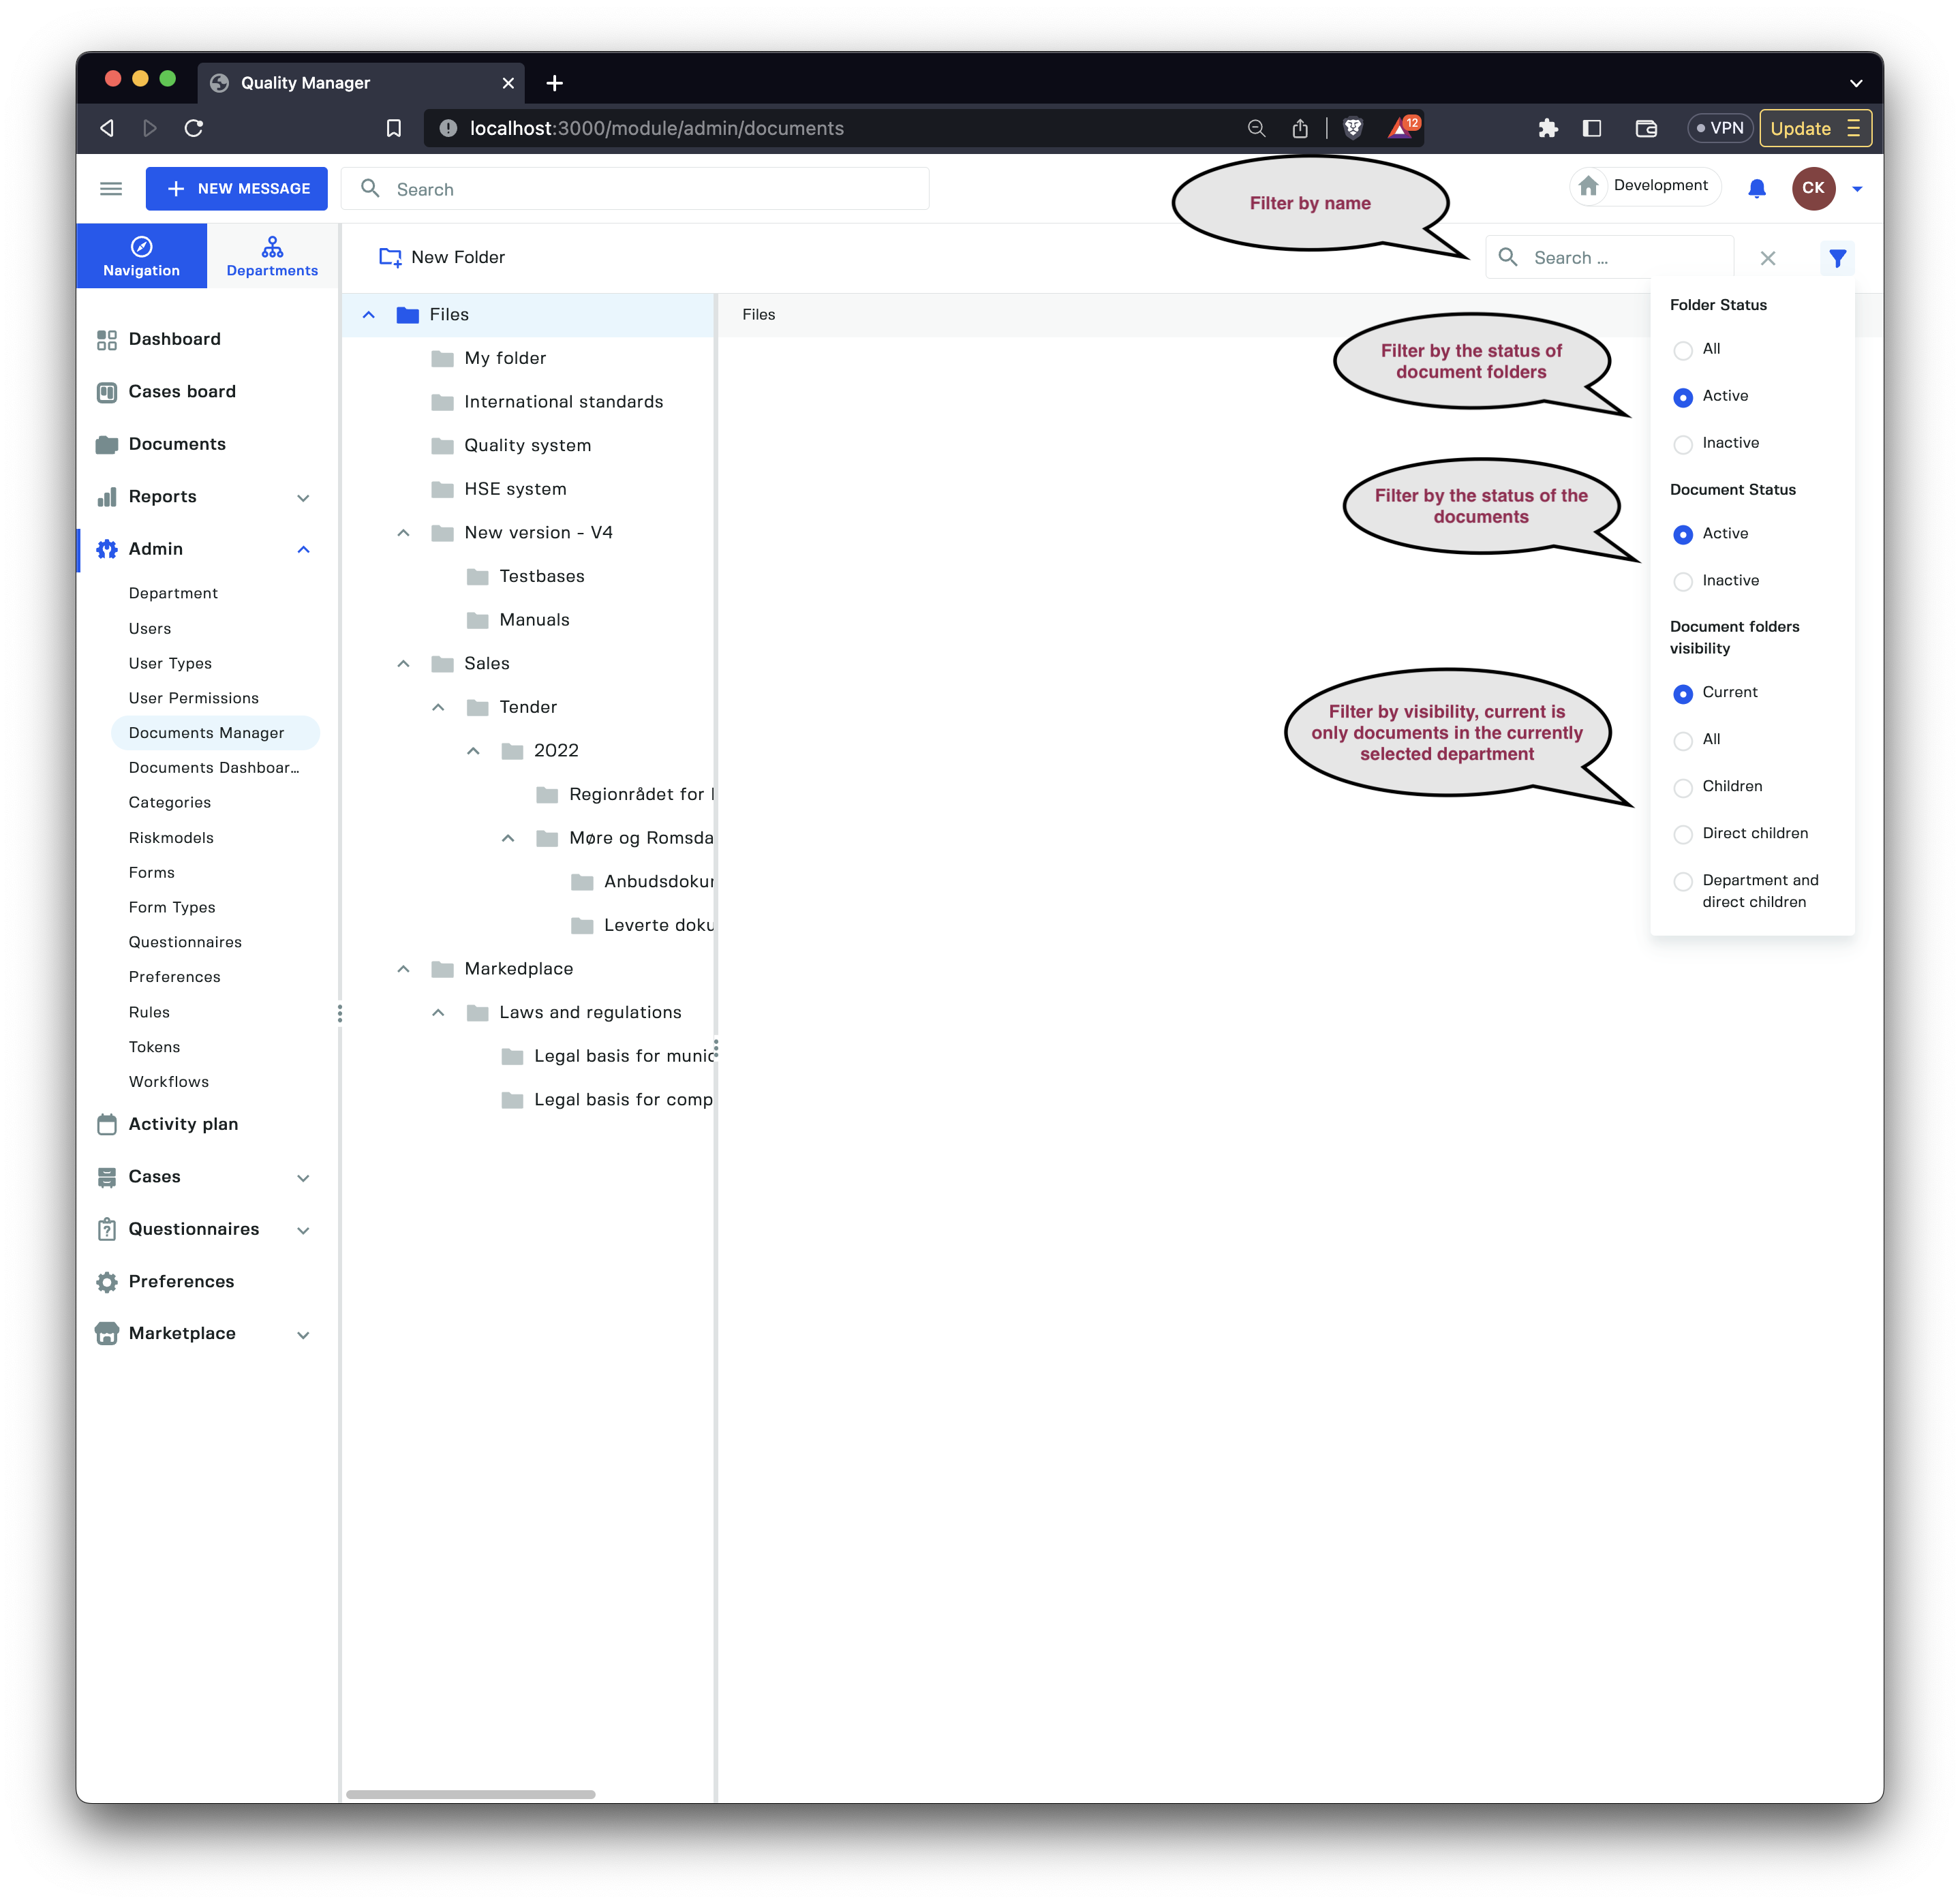 Quality Manager
localhost:3000/module/admin/documents
12
VPN
Update
NEW MESSAGE
Search
Filter by name
Development
CK
Navigation
Departments
New Folder
Search ...
Dashboard
Cases board
Documents
Reports
Admin
Department
Users
User Types
User Permissions
Documents Manager
Documents Dashboar...
Categories
Riskmodels
Forms
Form Types
Questionnaires
Preferences
Rules
Tokens
Workflows
Activity plan
Cases
Questionnaires
Preferences
Marketplace
Files
My folder
International standards
Quality system
HSE system
New version - V4
Testbases
Manuals
Sales
Tender
2022
Regionrådet for
Møre og Romsda
Anbudsdokur
Leverte doku
Markedplace
Laws and regulations
Legal basis for munic
Legal basis for comp
Files
Filter by the status of
document folders
Filter by the status of the
documents
Filter by visibility, current is
only documents in the currently
selected department
Folder Status
All
Active
Inactive
Document Status
Active
Inactive
Document folders
visibility
Current
All
Children
Direct children
Department and
direct children